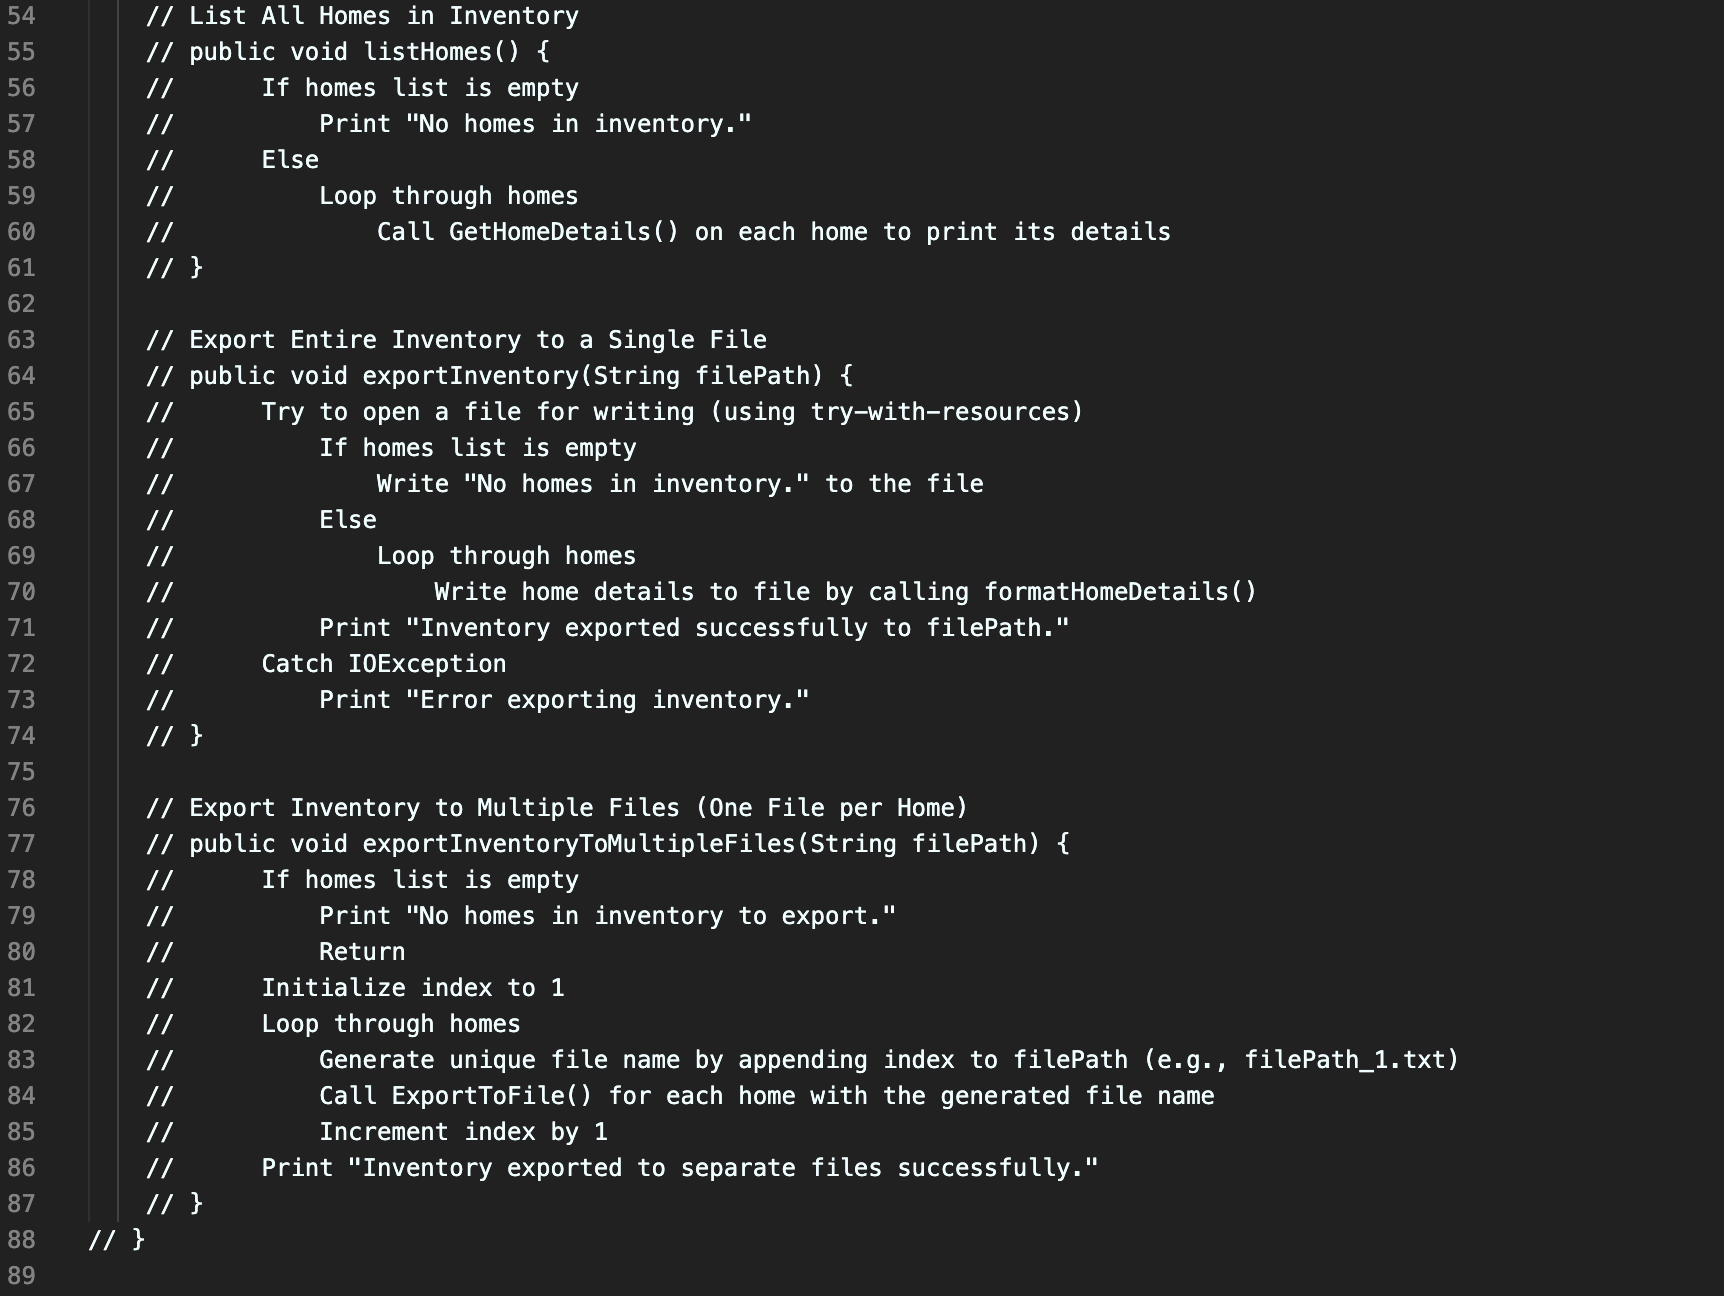 54 // List All Homes in Inventory
55 // public void listHomes() {
56 // If homes list is empty
57 // Print "No homes in inventory."
58 // Else
59 // Loop through homes
60 // Call GetHomeDetails() on each home to print its details
61 // }
62
63 // Export Entire Inventory to a Single File
64 // public void exportInventory(String filePath) {
65 // Try to open a file for writing (using try-with-resources)
66 // If homes list is empty
67 // Write "No homes in inventory." to the file
68 // Else
69 // Loop through homes
70 // Write home details to file by calling formatHomeDetails()
71 // Print "Inventory exported successfully to filePath."
72 // Catch IOException
73 // Print "Error exporting inventory."
74 // }
75
76 // Export Inventory to Multiple Files (One File per Home)
77 // public void exportInventoryToMultipleFiles(String filePath) {
78 // If homes list is empty
79 // Print "No homes in inventory to export."
80 // Return
81 // Initialize index to 1
82 // Loop through homes
83 // Generate unique file name by appending index to filePath (e.g., filePath_1.txt)
84 // Call ExportToFile() for each home with the generated file name
85 // Increment index by 1
86 // Print "Inventory exported to separate files successfully."
87 // }
88 // }
89